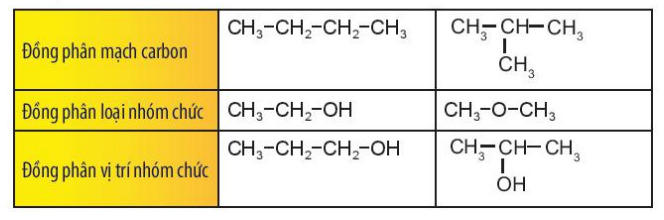 Đồng phân mạch carbon
CH₃−CH₂−CH₂−CH₃
CH₃−CH−CH₃
CH₃
Đồng phân loại nhóm chức
CH₃−CH₂−OH
CH₃−O−CH₃
Đồng phân vị trí nhóm chức
CH₃−CH₂−CH₂−OH
CH₃−CH−CH₃
OH